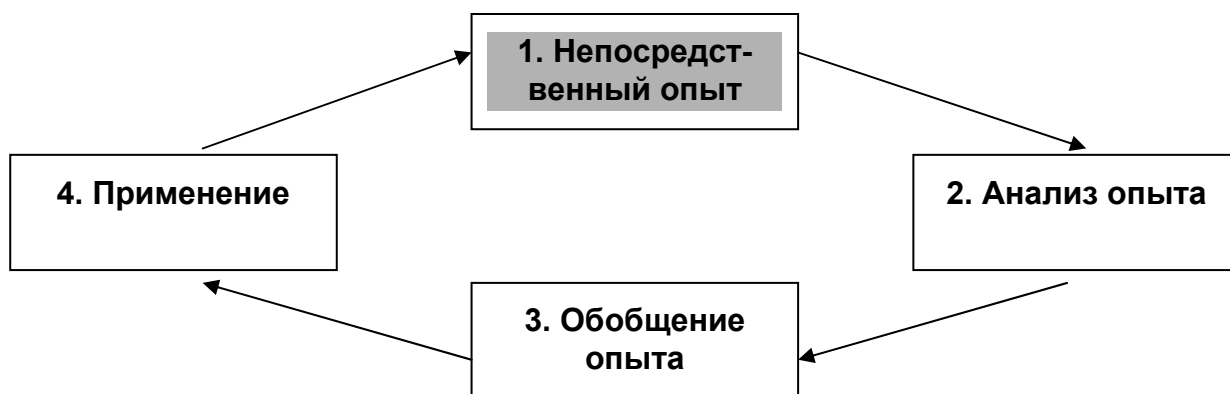 1. Непосредст-
венный опыт
4. Применение
2. Анализ опыта
3. Обобщение
опыта